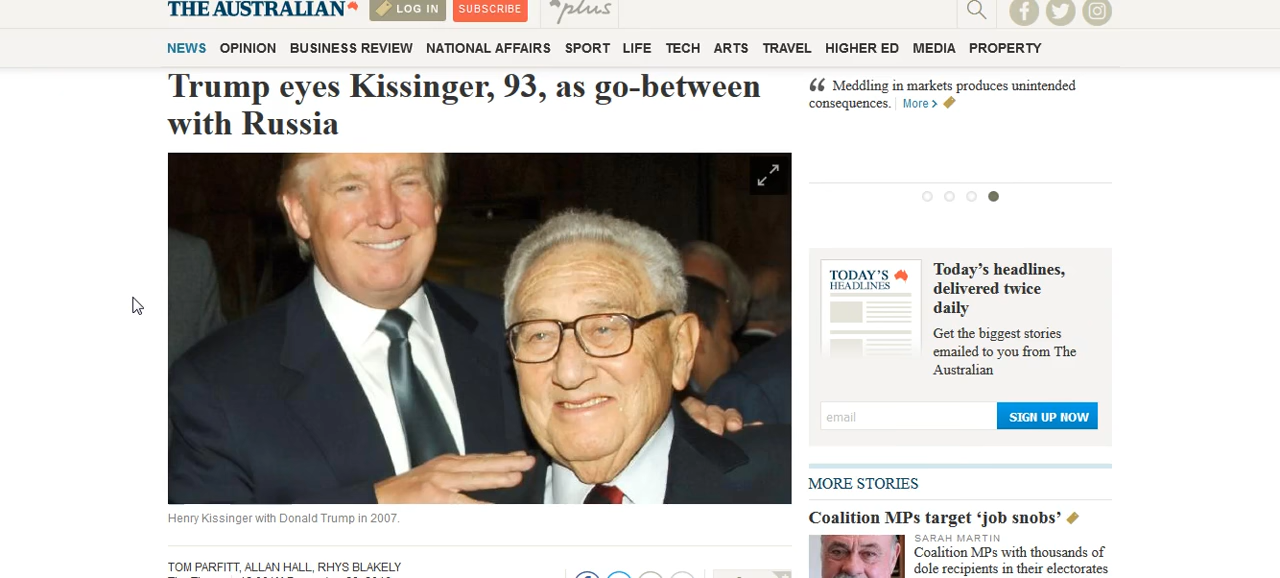 THE AUSTRALIAN
LOG IN
SUBSCRIBE
plus
NEWS OPINION BUSINESS REVIEW NATIONAL AFFAIRS SPORT LIFE TECH ARTS TRAVEL HIGHER ED MEDIA PROPERTY
Trump eyes Kissinger, 93, as go-between
with Russia
Henry Kissinger with Donald Trump in 2007.
TOM PARFITT, ALLAN HALL, RHYS BLAKELY
“ Meddling in markets produces unintended
consequences. More >
TODAY’S
HEADLINES
Today’s headlines,
delivered twice
daily
Get the biggest stories
emailed to you from The
Australian
email
SIGN UP NOW
MORE STORIES
Coalition MPs target ‘job snobs’
SARAH MARTIN
Coalition MPs with thousands of
dole recipients in their electorates